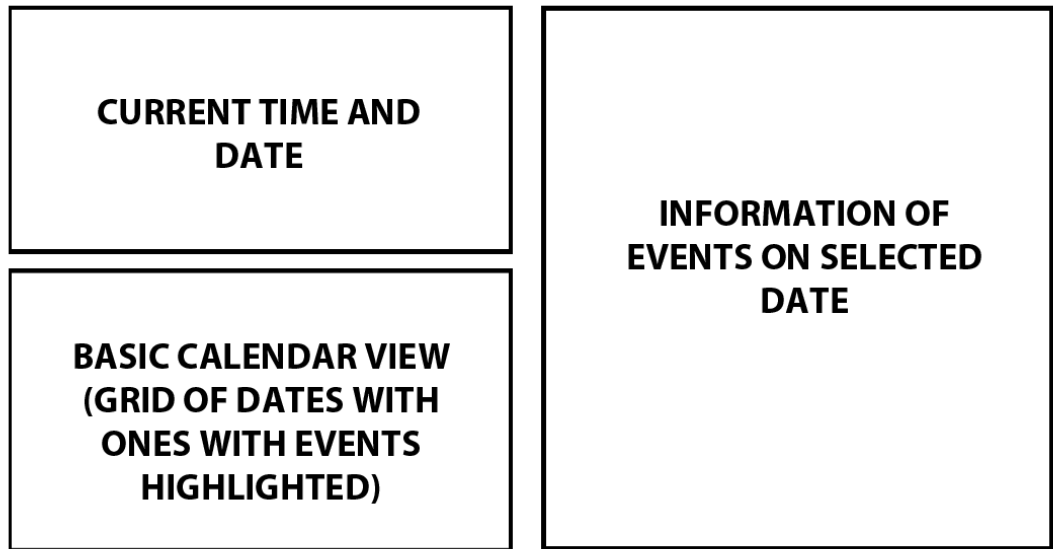 CURRENT TIME AND
DATE
BASIC CALENDAR VIEW
(GRID OF DATES WITH
ONES WITH EVENTS
HIGHLIGHTED)
INFORMATION OF
EVENTS ON SELECTED
DATE